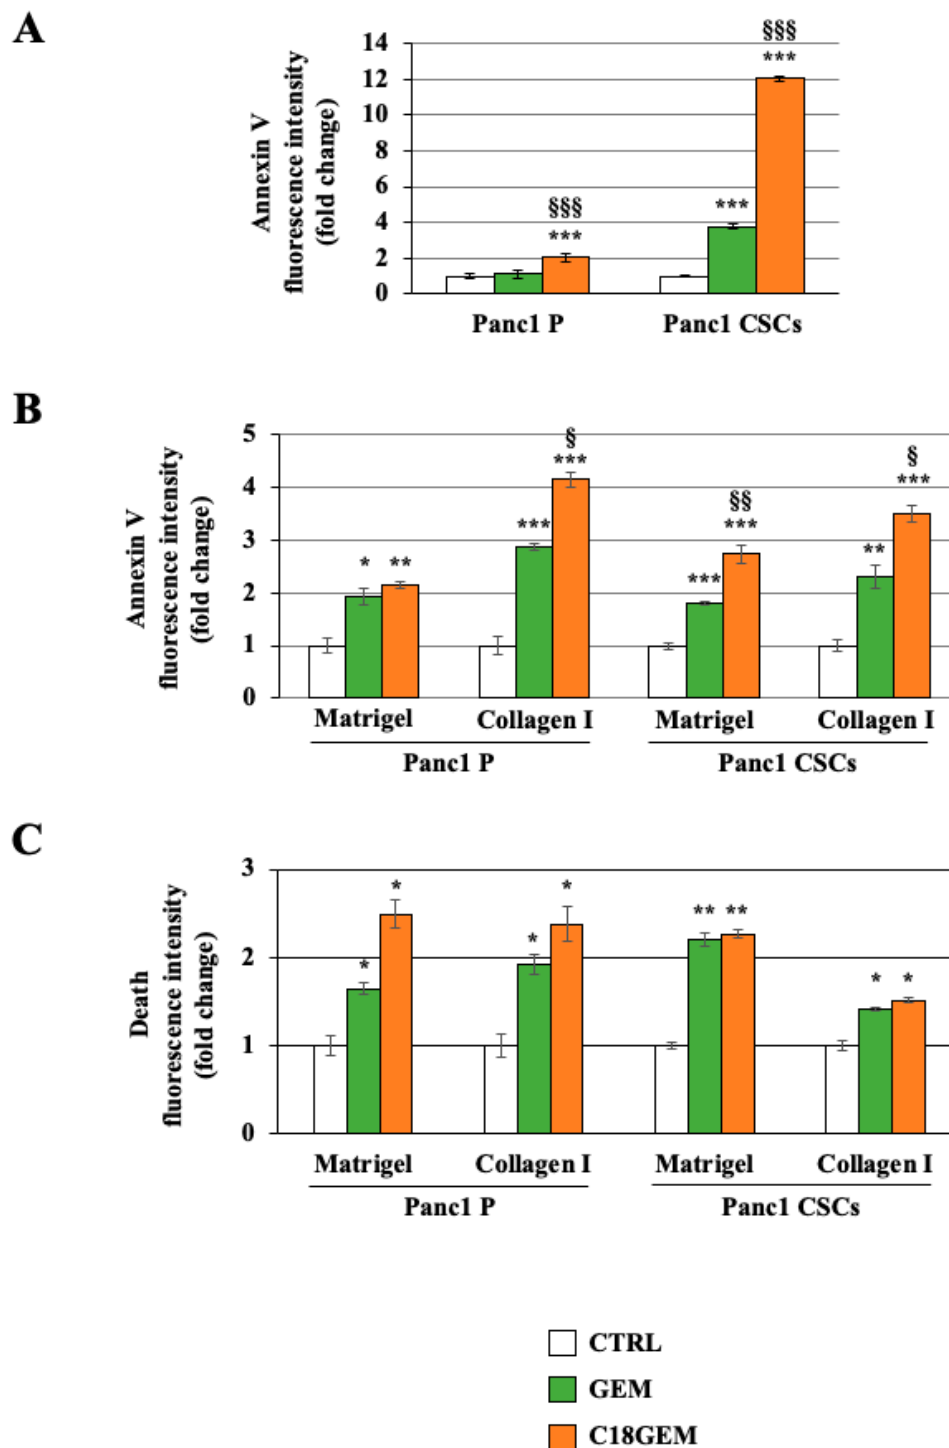 A
Annexin V
fluorescence intensity
(fold change)
14
12
10
8
6
4
2
0
§§§
***
***
§§§
***
Panc1 P
Panc1 CSCs
B
Annexin V
fluorescence intensity
(fold change)
5
4
3
2
1
0
*
**
***
§
***
***
§§
***
**
§
***
Matrigel
Collagen I
Matrigel
Collagen I
Panc1 P
Panc1 CSCs
C
Death
fluorescence intensity
(fold change)
3
2
1
0
*
*
*
*
**
**
*
*
Matrigel
Collagen I
Matrigel
Collagen I
Panc1 P
Panc1 CSCs
CTRL
GEM
C18GEM